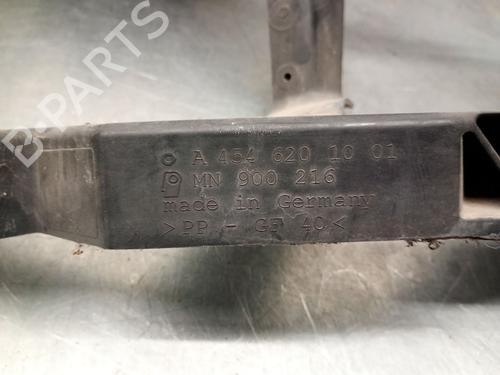 B-PARTS
A 454 620 10 01
MN 900 216
made in Germany
>PP - GF 40<